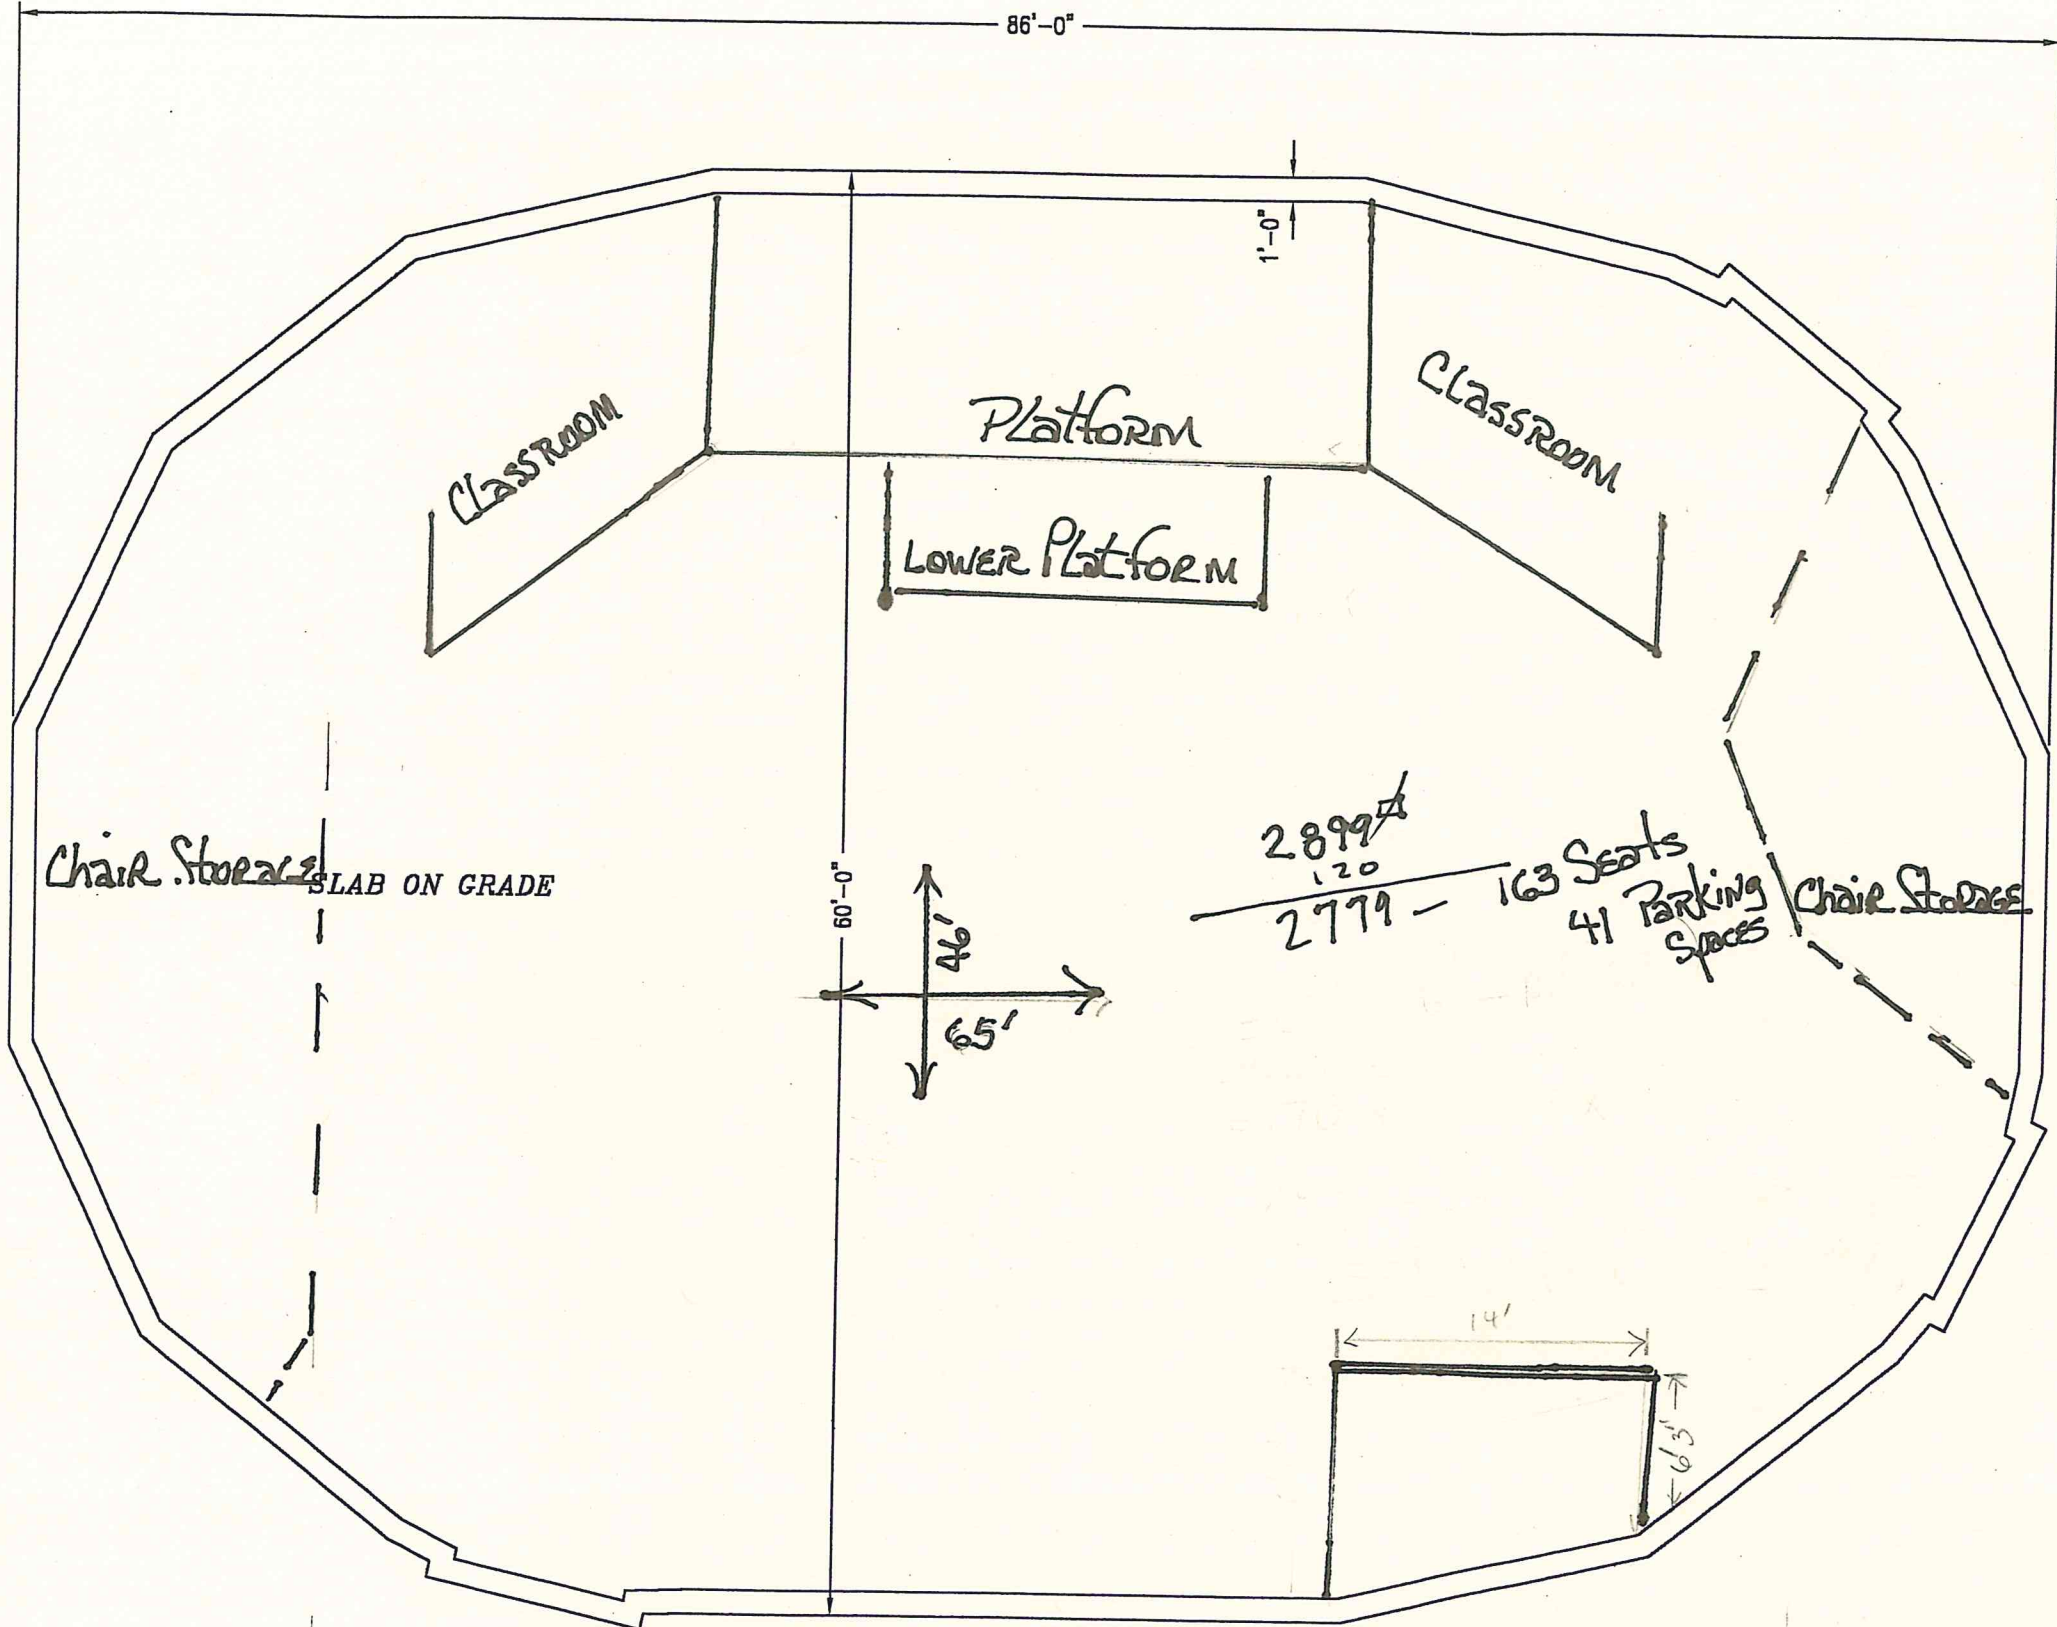 86'-0"
1'-0"
CLASSROOM
PLatfoRM
CLassROOM
LOWER PLatfORM
2899
120
2779 — 163 Seats
41 Parking
Spaces
ChaiR StoRage
SLAB ON GRADE
60'-0"
46'
65'
Chair StoRage
14'
6'3"